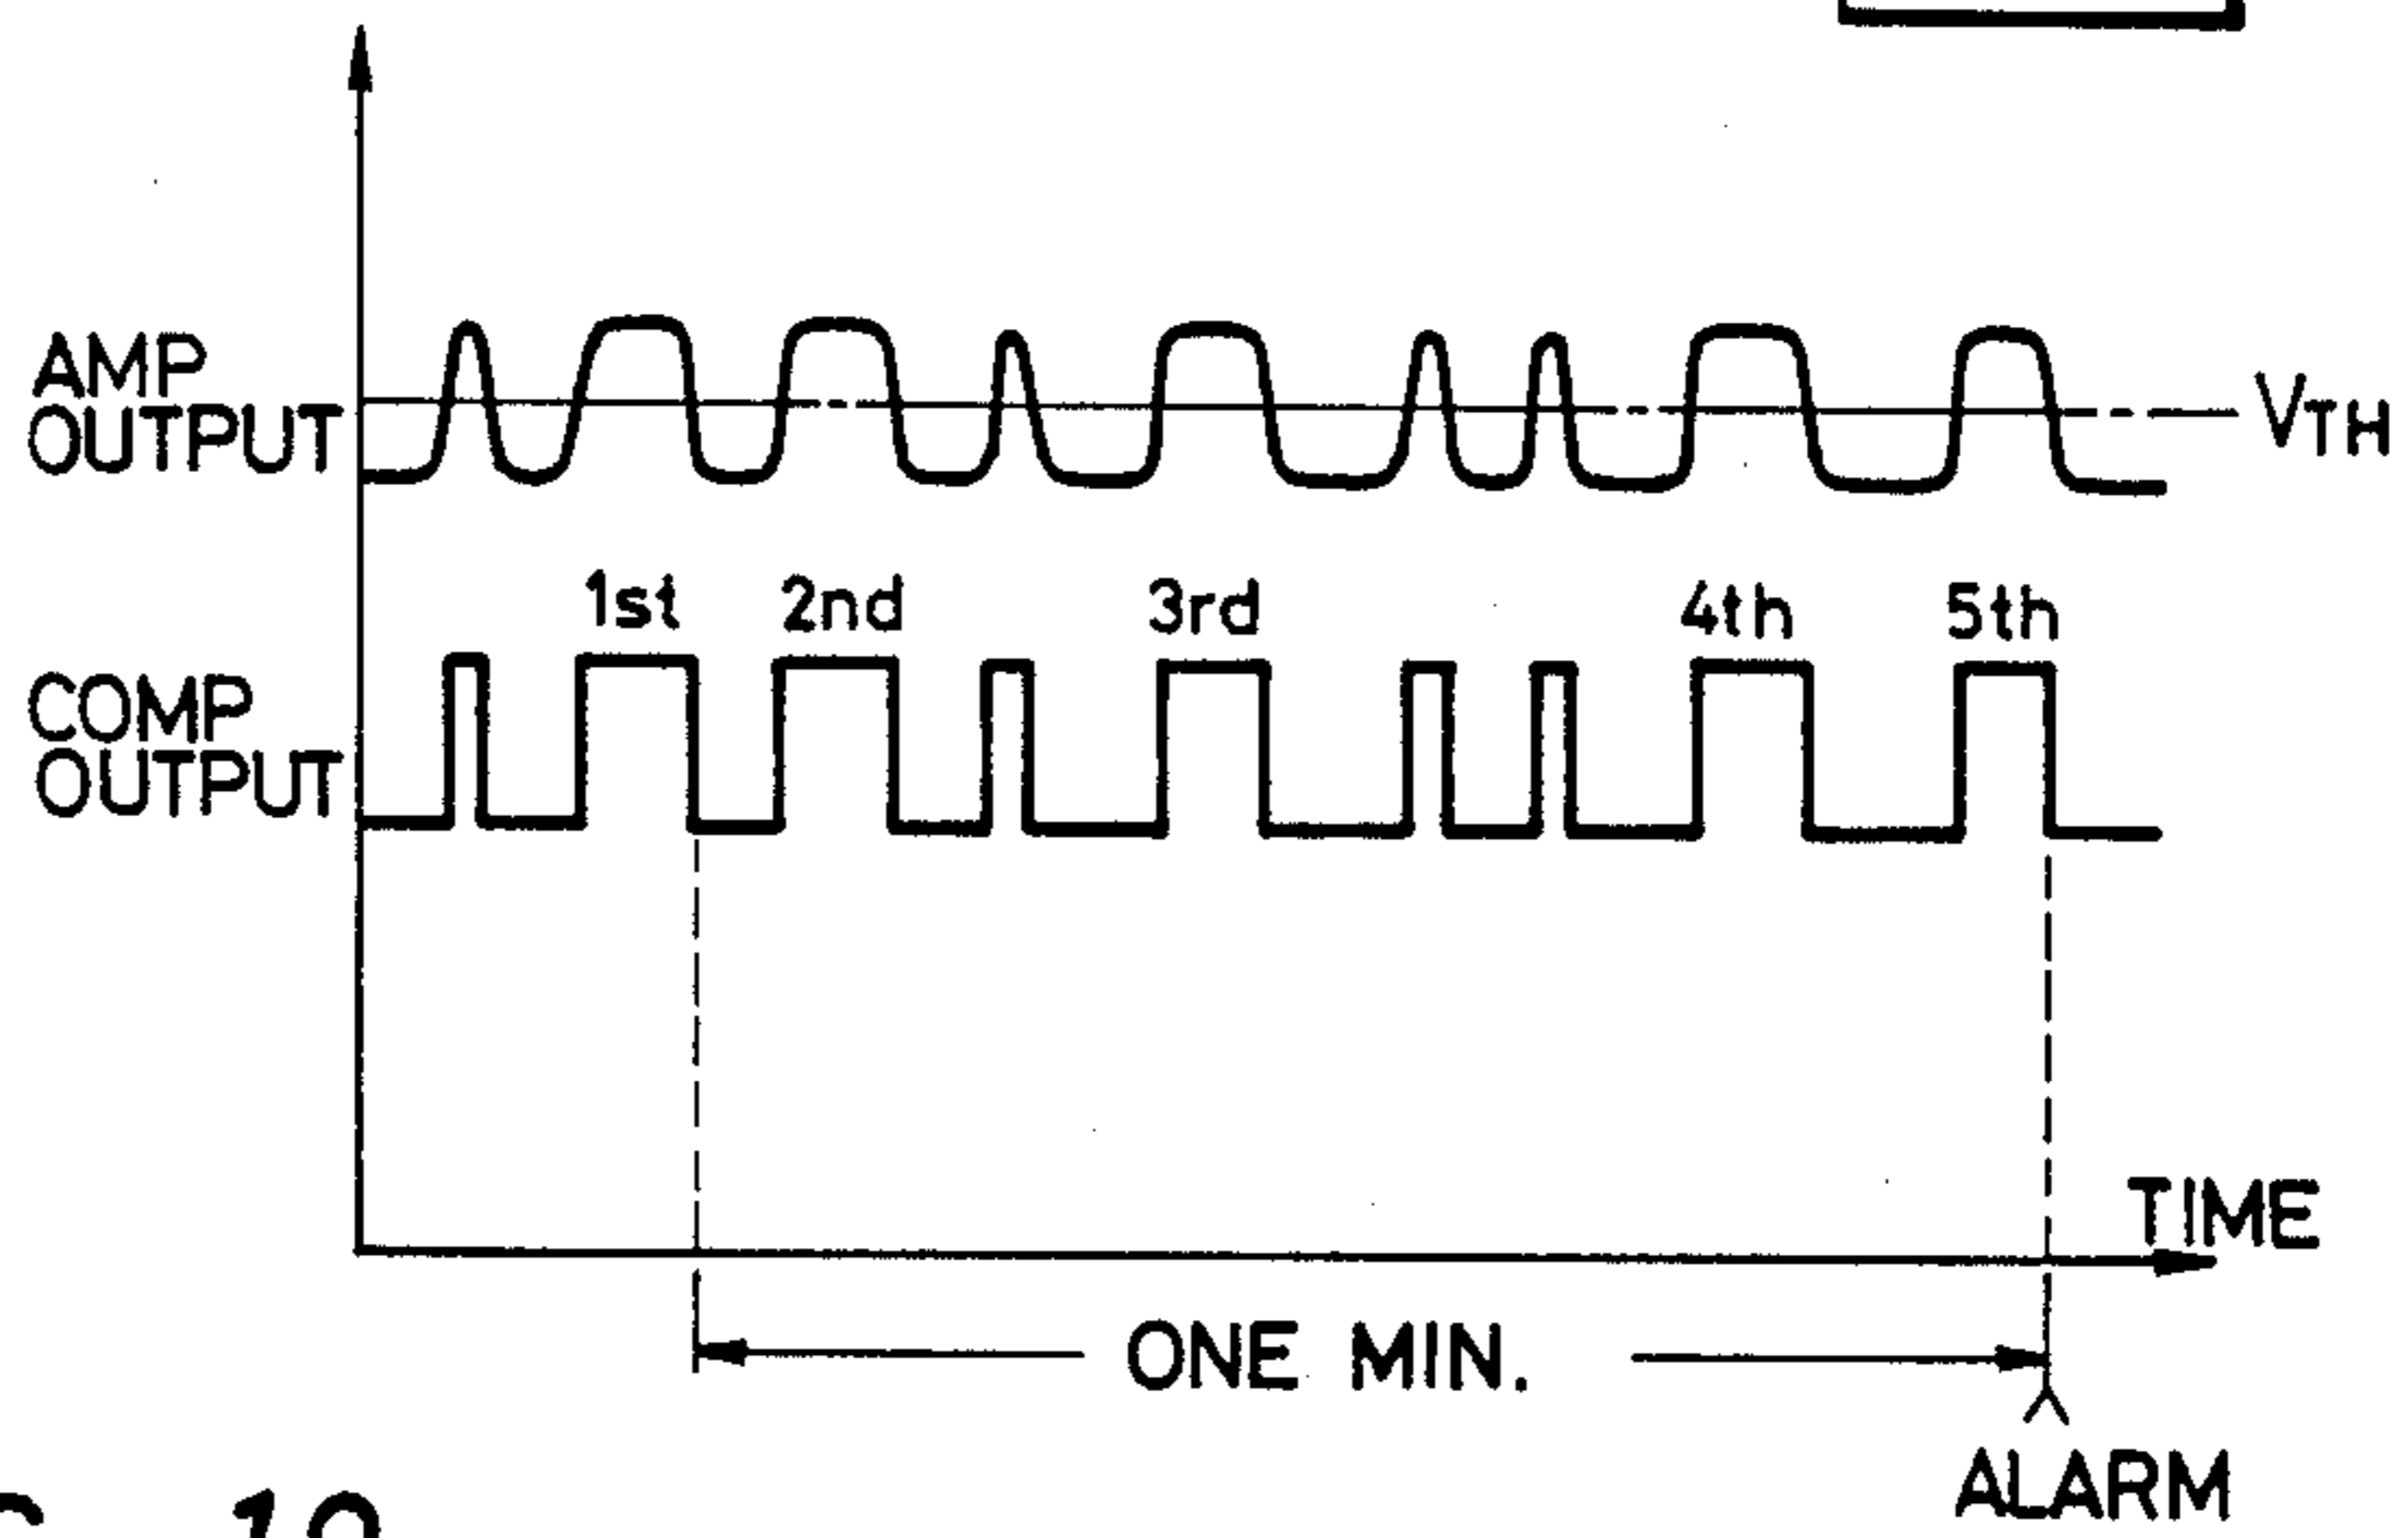 AMP
OUTPUT
VTH
1st 2nd 3rd 4th 5th
COMP
OUTPUT
TIME
ONE MIN.
ALARM